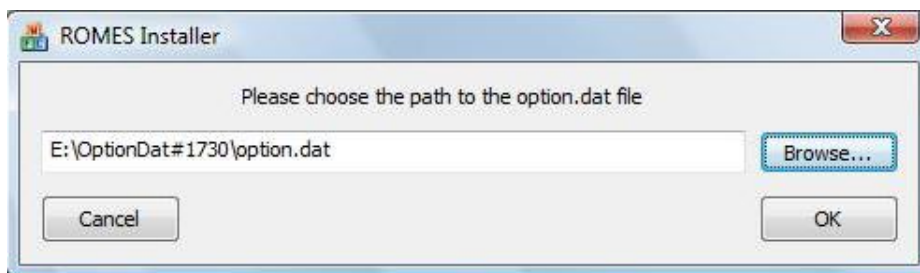 ROMES Installer
Please choose the path to the option.dat file
E:\OptionDat#1730\option.dat
Browse...
Cancel
OK